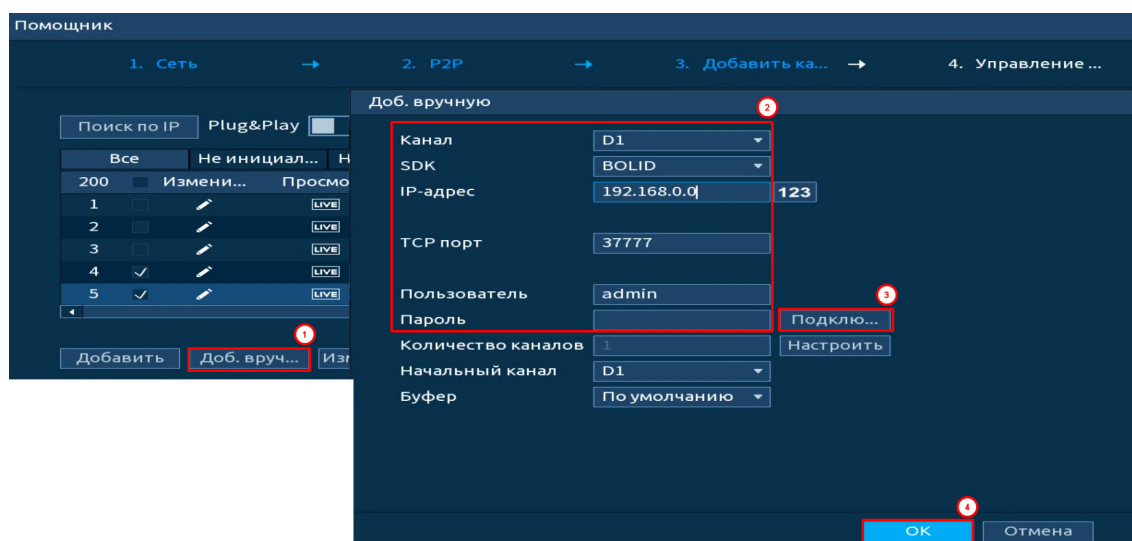 Помощник
1. Сеть → 2. P2P → 3. Добавить ка... → 4. Управление ...
Доб. вручную
2
Поиск по IP Plug&Play
Все Не инициал... Н
200 Измени... Просмо
1 LIVE
2 LIVE
3 LIVE
4 LIVE
5 LIVE
1
Добавить Доб. вруч... Изм
Канал D1
SDK BOLID
IP-адрес 192.168.0.0 123
TCP порт 37777
Пользователь admin
3
Пароль Подклю...
Количество каналов 1 Настроить
Начальный канал D1
Буфер По умолчанию
4
OK Отмена